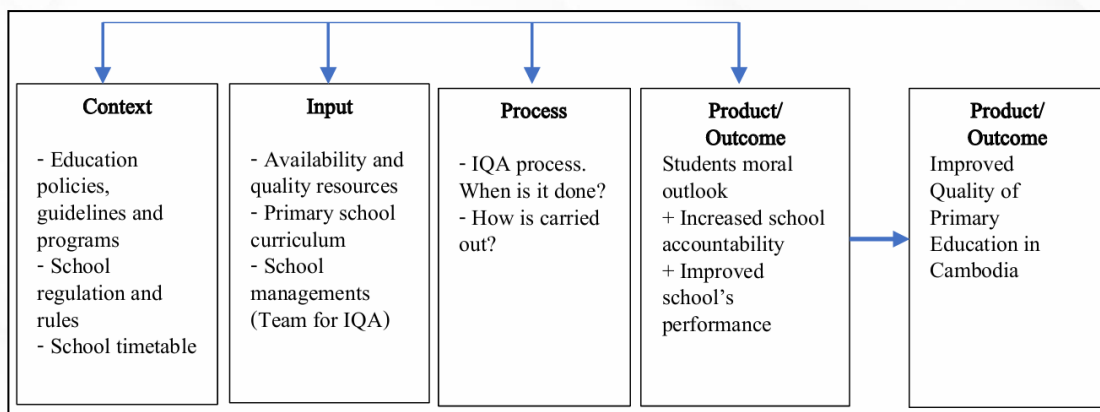 Context
- Education
policies,
guidelines and
programs
- School
regulation and
rules
- School timetable
Input
- Availability and
quality resources
- Primary school
curriculum
- School
managements
(Team for IQA)
Process
- IQA process.
When is it done?
- How is carried
out?
Product/
Outcome
Students moral
outlook
+ Increased school
accountability
+ Improved
school’s
performance
Product/
Outcome
Improved
Quality of
Primary
Education in
Cambodia